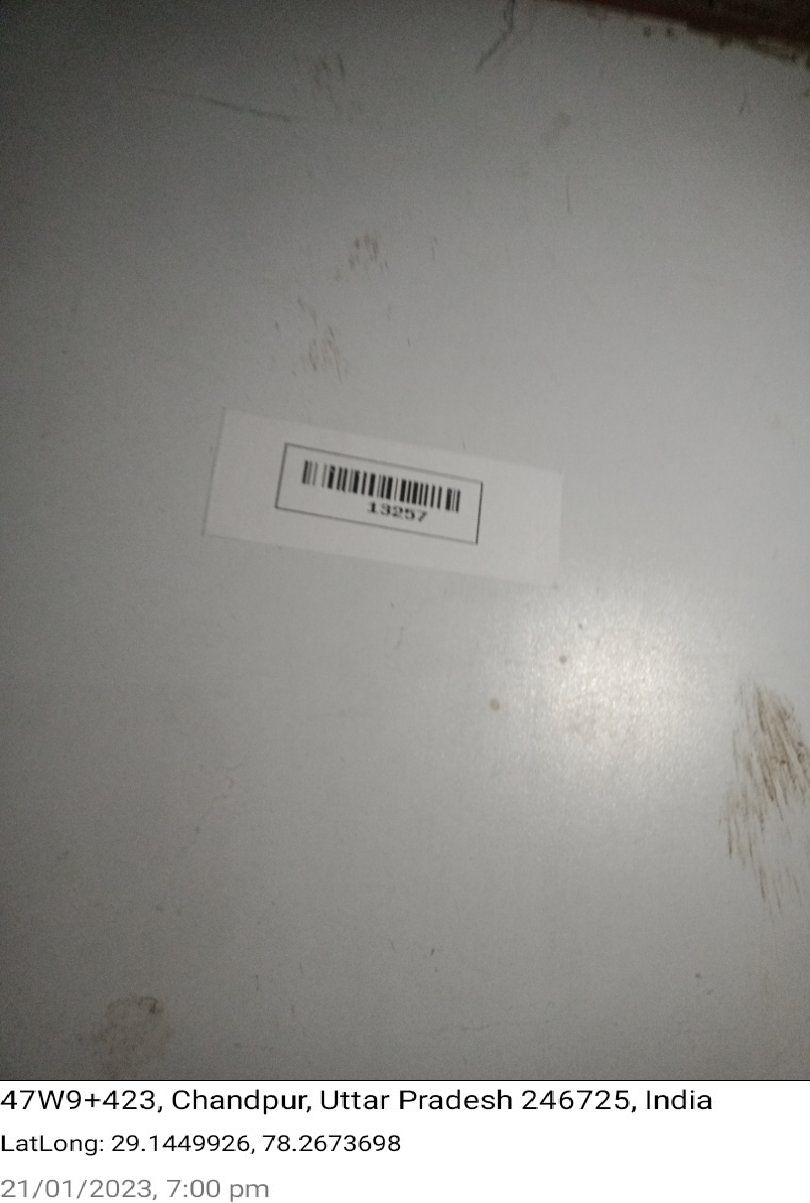 13257
47W9+423, Chandpur, Uttar Pradesh 246725, India
LatLong: 29.1449926, 78.2673698
21/01/2023, 7:00 pm